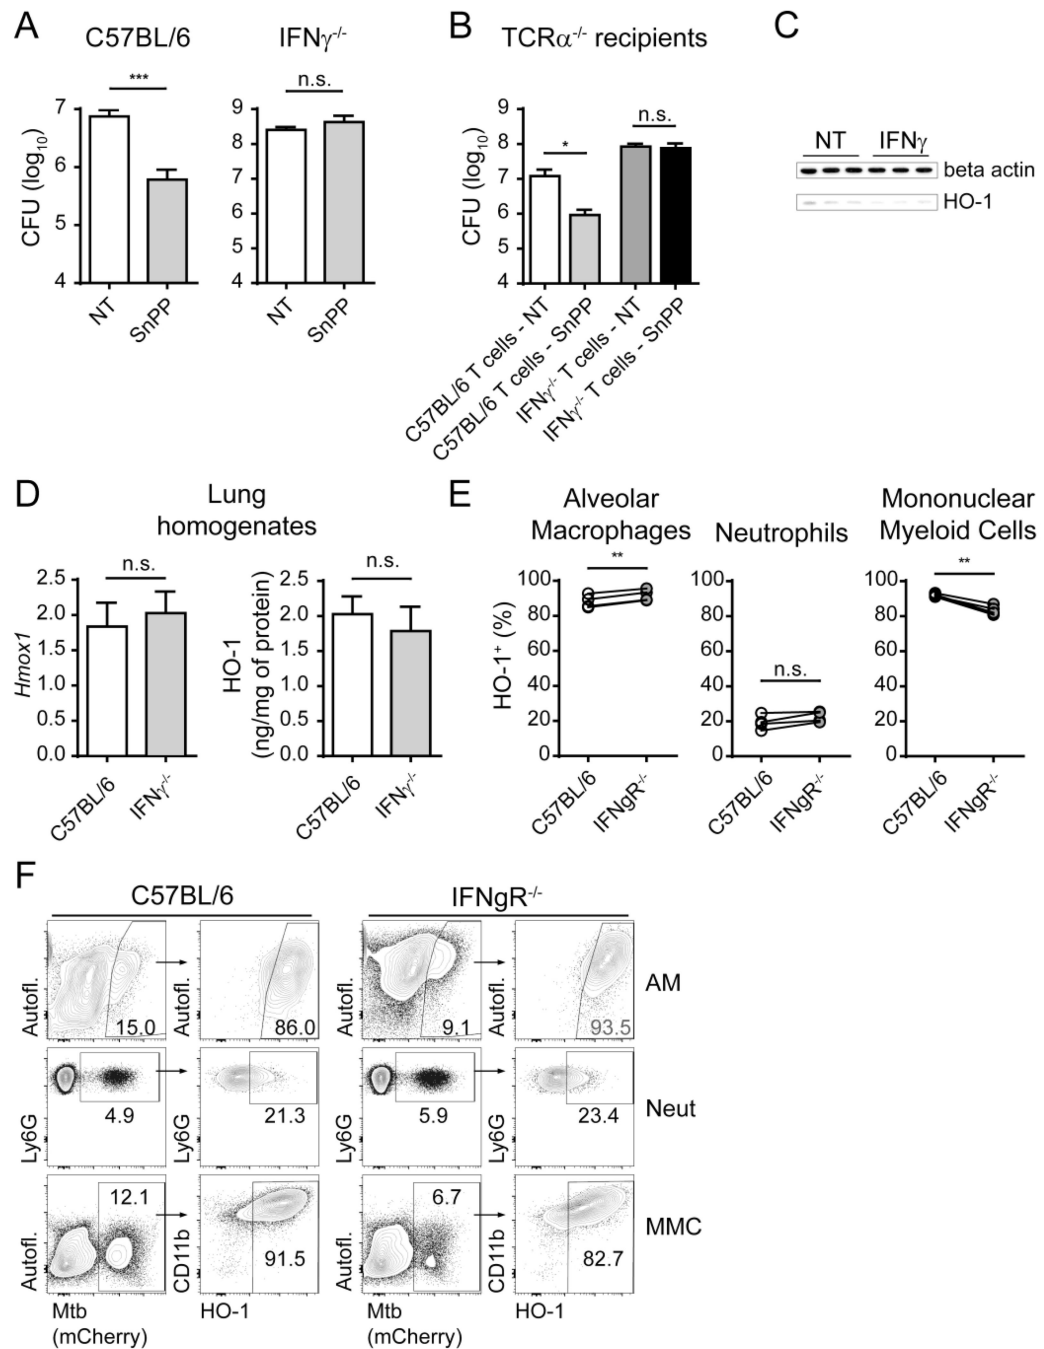 A
C57BL/6
IFNγ-/-
***
n.s.
CFU (log10)
7
6
5
4
9
8
7
6
5
4
NT
SnPP
NT
SnPP
B
TCRα-/- recipients
*
n.s.
CFU (log10)
9
8
7
6
5
4
C57BL/6 T cells - NT
C57BL/6 T cells - SnPP
IFNγ-/- T cells - NT
IFNγ-/- T cells - SnPP
C
NT
IFNγ
beta actin
HO-1
D
Lung
homogenates
n.s.
n.s.
Hmox1
2.5
2.0
1.5
1.0
0.5
0.0
C57BL/6
IFNγ-/-
HO-1
(ng/mg of protein)
2.5
2.0
1.5
1.0
0.5
0.0
C57BL/6
IFNγ-/-
E
Alveolar
Macrophages
Neutrophils
Mononuclear
Myeloid Cells
**
n.s.
**
HO-1+ (%)
100
80
60
40
20
0
C57BL/6
IFNgR-/-
100
80
60
40
20
0
C57BL/6
IFNgR-/-
100
80
60
40
20
0
C57BL/6
IFNgR-/-
F
C57BL/6
IFNgR-/-
Autofl.
15.0
Autofl.
86.0
Autofl.
9.1
Autofl.
93.5
AM
Ly6G
4.9
Ly6G
21.3
Ly6G
5.9
Ly6G
23.4
Neut
Autofl.
12.1
CD11b
91.5
Autofl.
6.7
CD11b
82.7
MMC
Mtb
(mCherry)
HO-1
Mtb
(mCherry)
HO-1